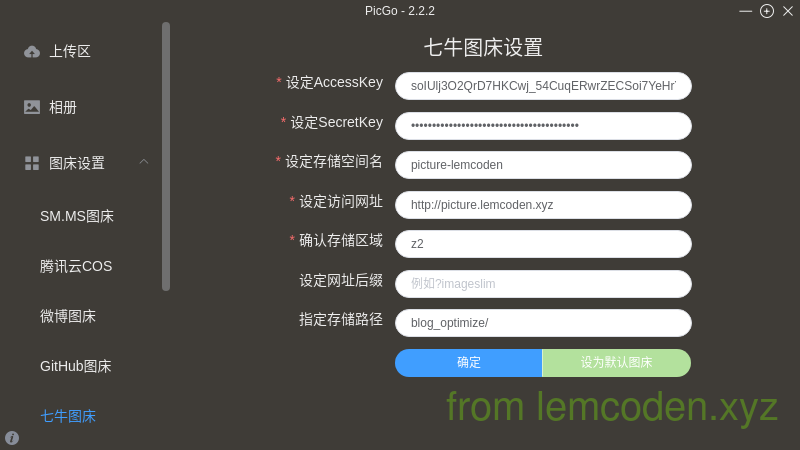 PicGo - 2.2.2
上传区
相册
图床设置
SM.MS图床
腾讯云COS
微博图床
GitHub图床
七牛图床
七牛图床设置
* 设定AccessKey
soIUlj3O2QrD7HKCwj_54CuqERwrZECSoi7YeHr
* 设定SecretKey
* 设定存储空间名
picture-lemcoden
* 设定访问网址
http://picture.lemcoden.xyz
* 确认存储区域
z2
设定网址后缀
例如?imageslim
指定存储路径
blog_optimize/
确定
设为默认图床
from lemcoden.xyz